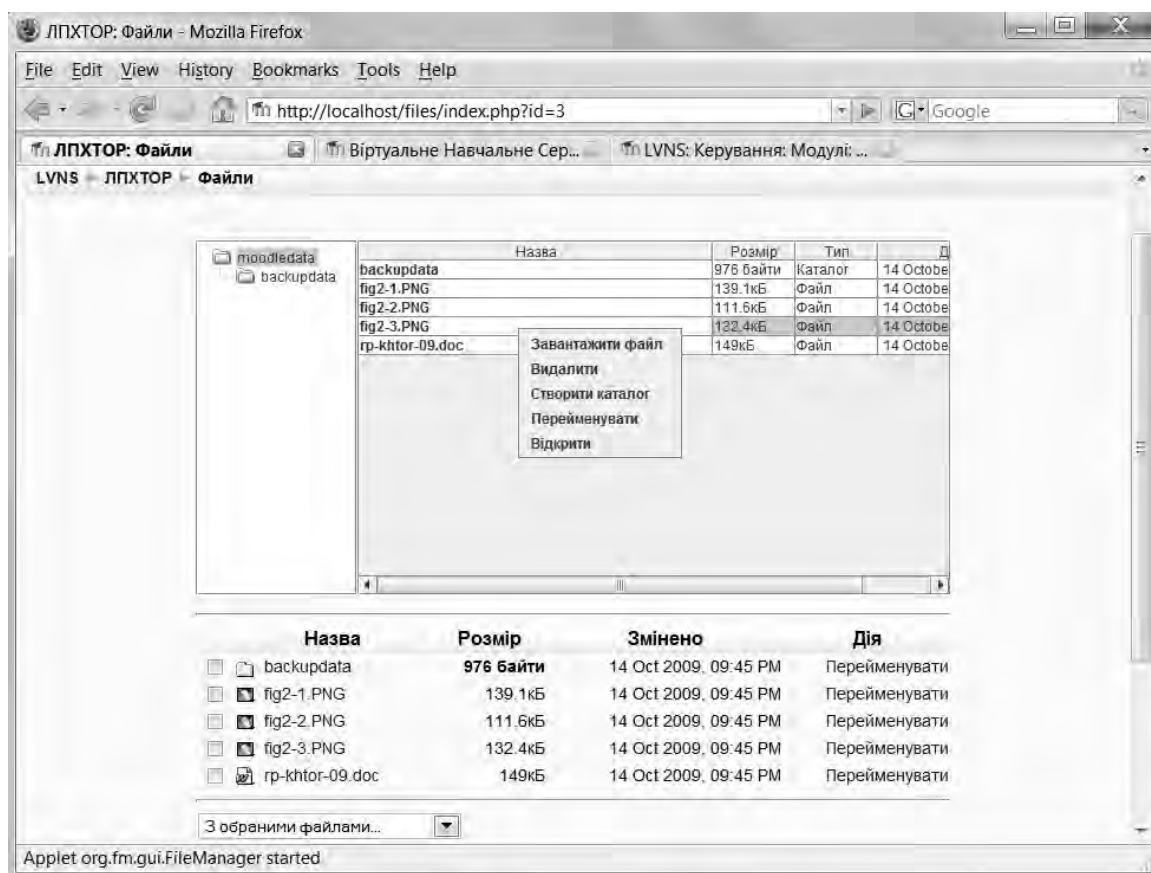 ЛПХТОР: Файли - Mozilla Firefox
File Edit View History Bookmarks Tools Help
http://localhost/files/index.php?id=3 G Google
ЛПХТОР: Файли Віртуальне Навчальне Сер... LVNS: Керування: Модулі: ...
LVNS ЛПХТОР Файли
moodledata
backupdata
Назва Розмір Тип
backupdata 976 байти Каталог 14 Octobe
fig2-1.PNG 139.1кБ Файл 14 Octobe
fig2-2.PNG 111.6кБ Файл 14 Octobe
fig2-3.PNG 132.4кБ Файл 14 Octobe
rp-khtor-09.doc 149кБ Файл 14 Octobe
Завантажити файл
Видалити
Створити каталог
Перейменувати
Відкрити
Назва Розмір Змінено Дія
backupdata 976 байти 14 Oct 2009, 09:45 PM Перейменувати
fig2-1.PNG 139.1кБ 14 Oct 2009, 09:45 PM Перейменувати
fig2-2.PNG 111.6кБ 14 Oct 2009, 09:45 PM Перейменувати
fig2-3.PNG 132.4кБ 14 Oct 2009, 09:45 PM Перейменувати
rp-khtor-09.doc 149кБ 14 Oct 2009, 09:45 PM Перейменувати
З обраними файлами...
Applet org.fm.gui.FileManager started